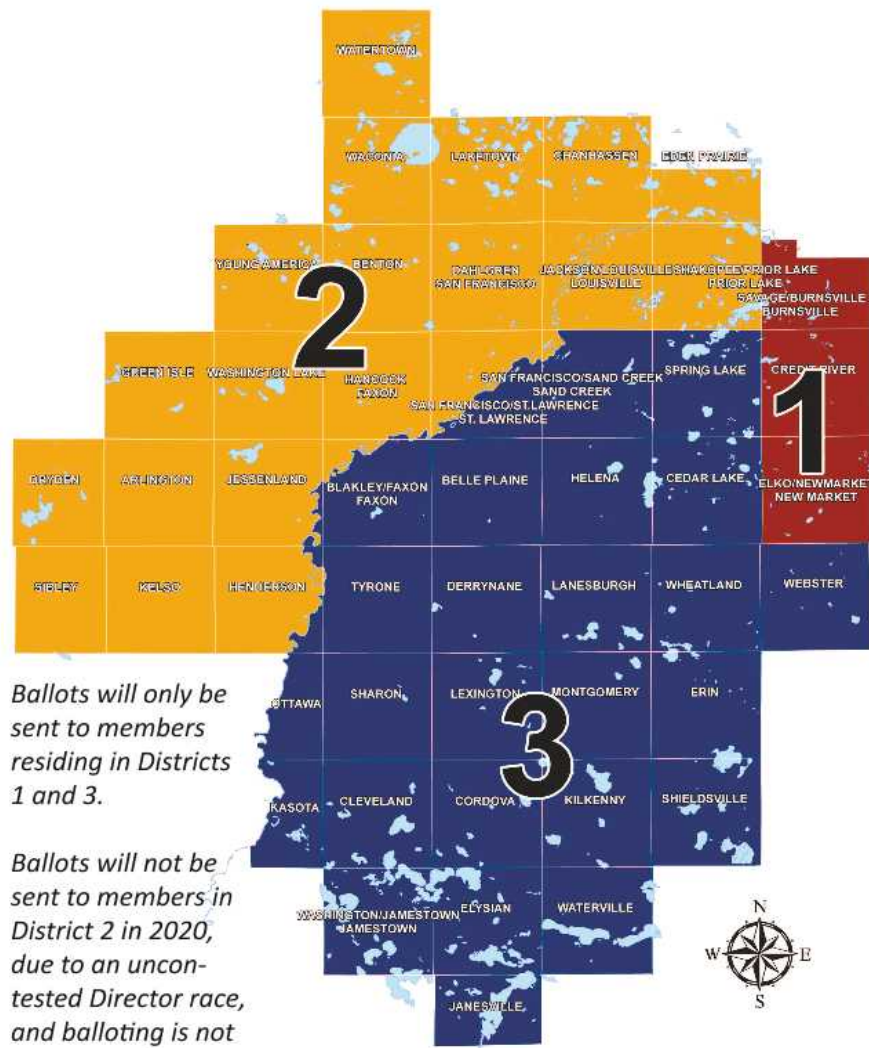 WATERTOWN
WACONIA
LAKETOWN
CHANHASSEN
EDEN PRAIRIE
YOUNG AMERICA
BENTON
DAHLGREN
SAN FRANCISCO
JACKSON/LOUISVILLE
LOUISVILLE
SHAKOPEE/PRIOR LAKE
PRIOR LAKE
SAVAGE/BURNSVILLE
BURNSVILLE
2
GREEN ISLE
WASHINGTON LAKE
HANCOCK
FAXON
SAN FRANCISCO/SAND CREEK
SAND CREEK
SAN FRANCISCO/ST.LAWRENCE
ST. LAWRENCE
SPRING LAKE
CREDIT RIVER
1
DRYDEN
ARLINGTON
JESSENLAND
BLAKLEY/FAXON
FAXON
BELLE PLAINE
HELENA
CEDAR LAKE
ELKO/NEWMARKET
NEW MARKET
SIBLEY
KELSO
HENDERSON
TYRONE
DERRYNANE
LANESBURGH
WHEATLAND
WEBSTER
OTTAWA
SHARON
LEXINGTON
MONTGOMERY
ERIN
3
KASOTA
CLEVELAND
CORDOVA
KILKENNY
SHIELDSVILLE
WASHINGTON/JAMESTOWN
JAMESTOWN
ELYSIAN
WATERVILLE
JANESVILLE
Ballots will only be
sent to members
residing in Districts
1 and 3.
Ballots will not be
sent to members in
District 2 in 2020,
due to an uncon-
tested Director race,
and balloting is not
N
W
E
S